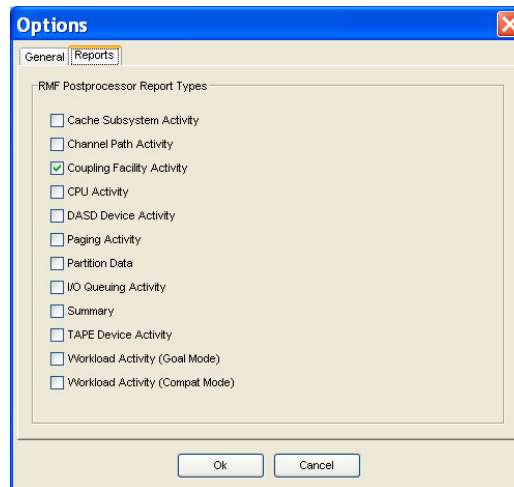 Options
General Reports
RMF Postprocessor Report Types
Cache Subsystem Activity
Channel Path Activity
Coupling Facility Activity
CPU Activity
DASD Device Activity
Paging Activity
Partition Data
I/O Queuing Activity
Summary
TAPE Device Activity
Workload Activity (Goal Mode)
Workload Activity (Compat Mode)
Ok Cancel